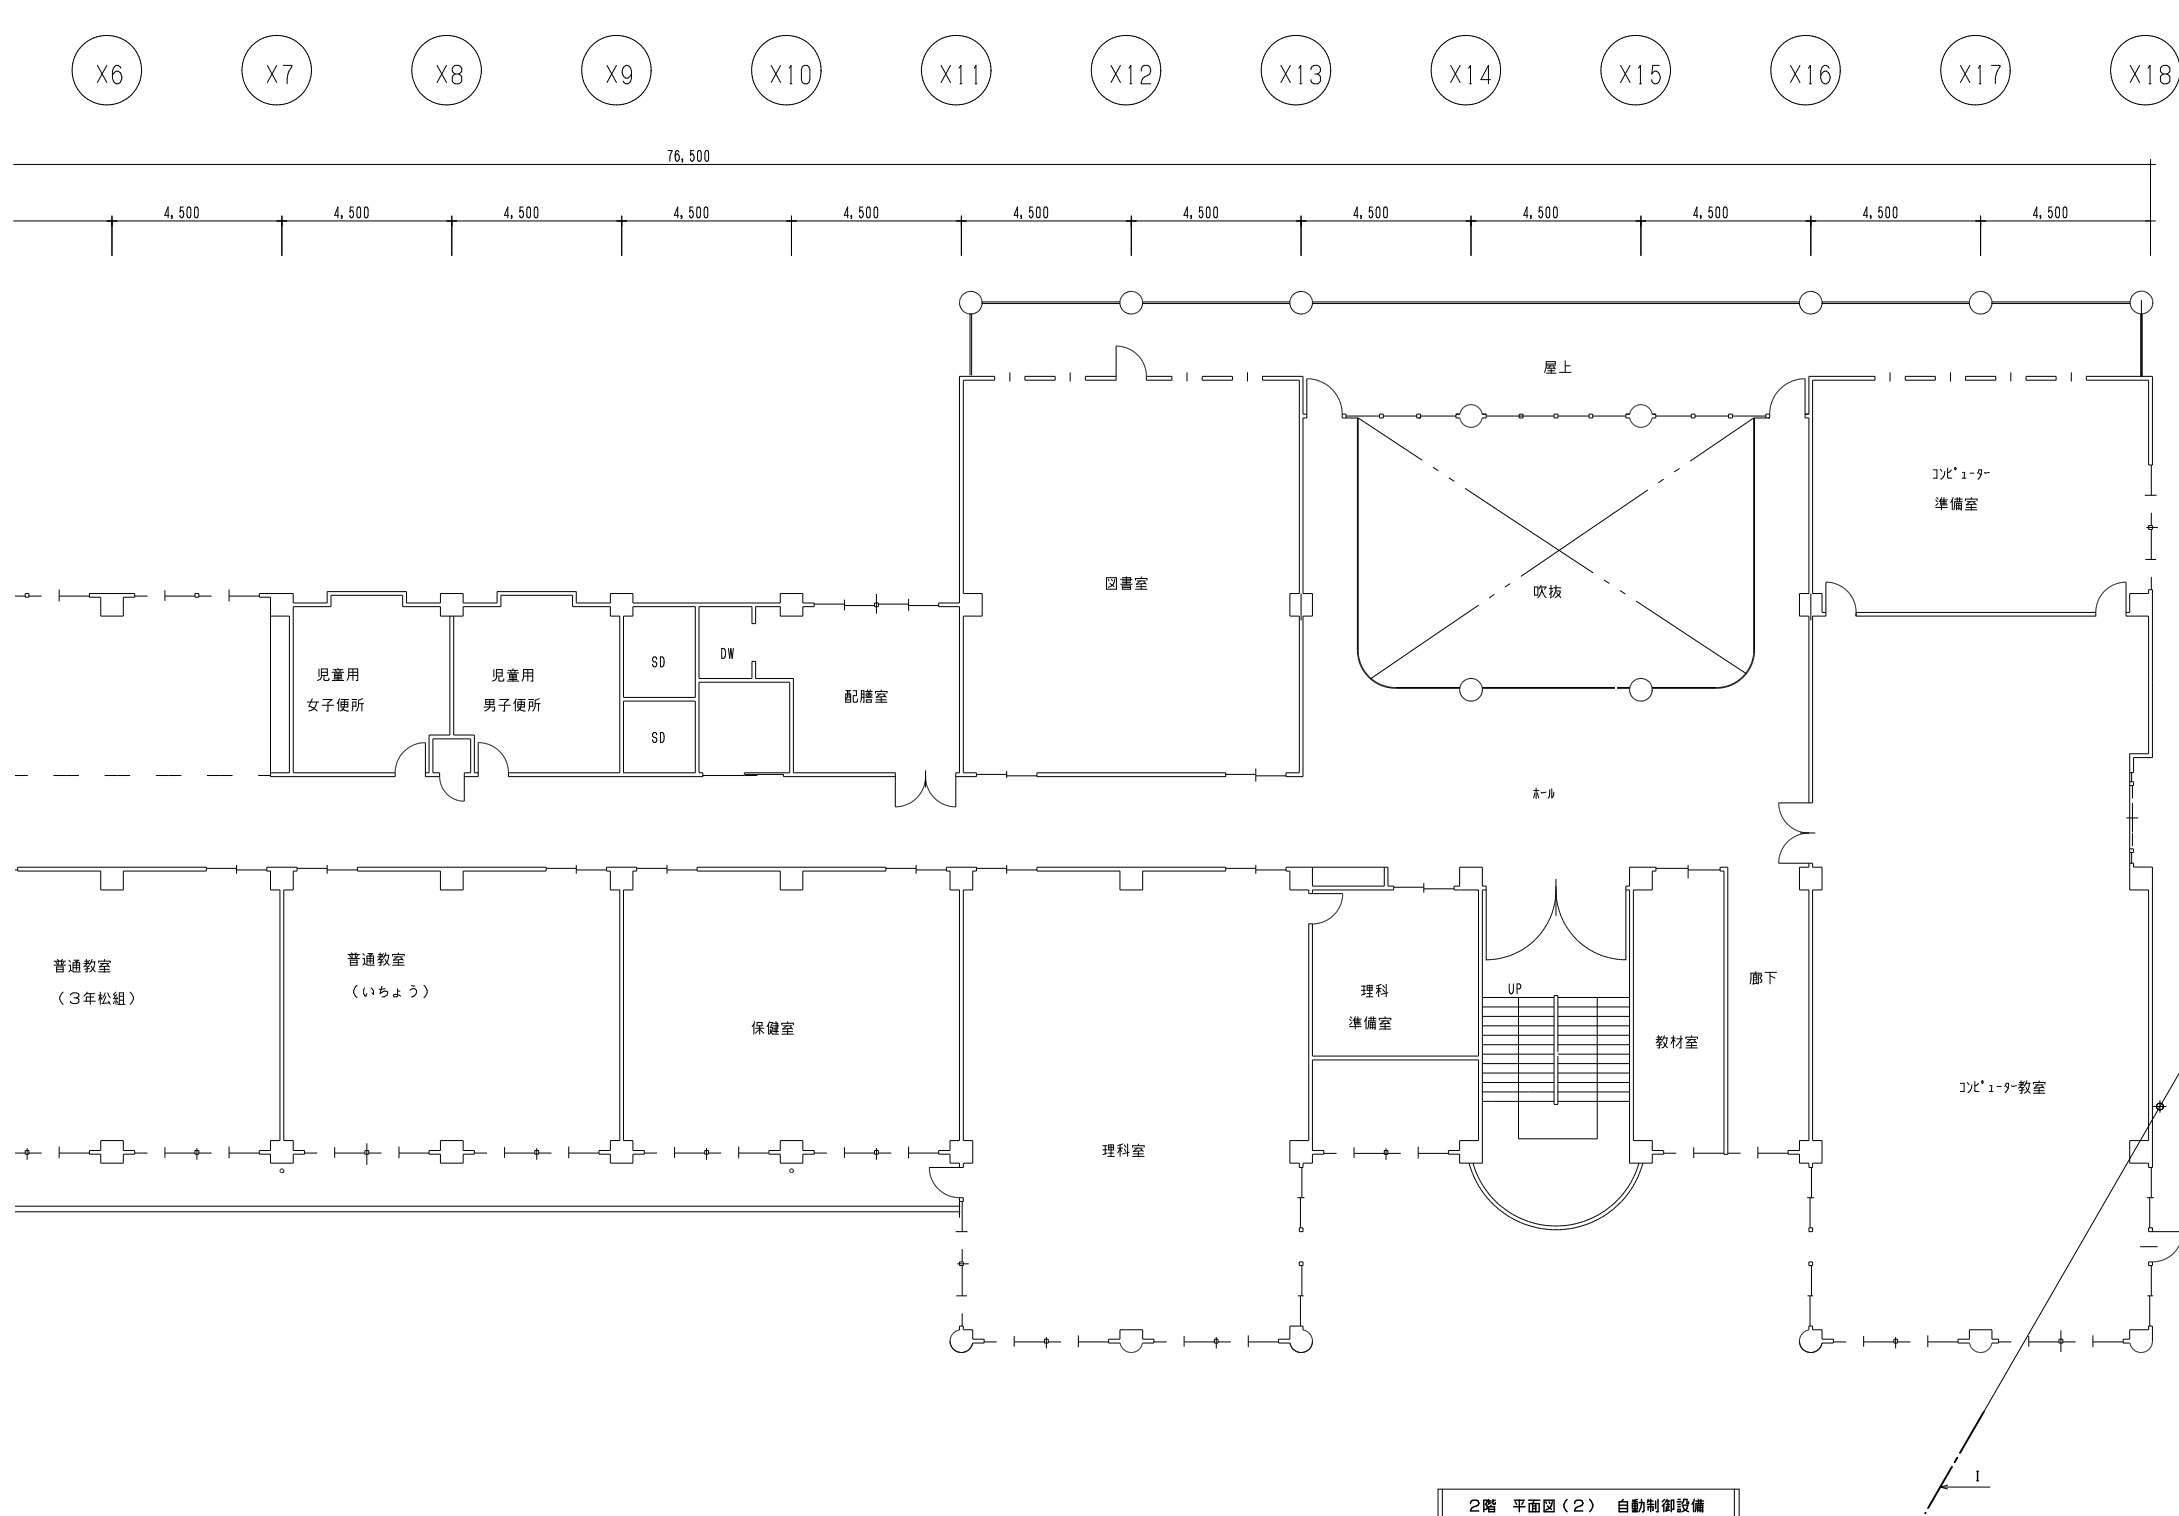 X6 X7 X8 X9 X10 X11 X12 X13 X14 X15 X16 X17 X18
76,500
4,500 4,500 4,500 4,500 4,500 4,500 4,500 4,500 4,500 4,500 4,500 4,500
屋上
コンピューター
準備室
図書室
吹抜
児童用
女子便所
児童用
男子便所
SD
DW
SD
配膳室
ホール
普通教室
(3年松組)
普通教室
(いちょう)
保健室
理科室
理科
準備室
UP
教材室
廊下
コンピューター教室
I
2階 平面図(2) 自動制御設備